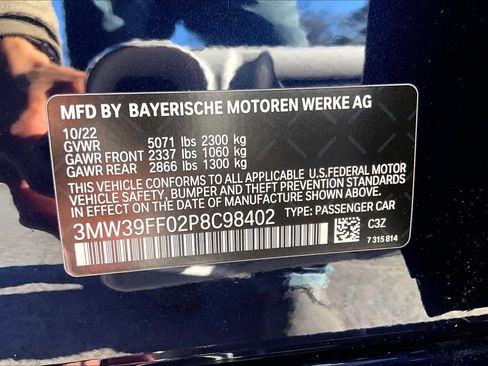 MFD BY BAYERISCHE MOTOREN WERKE AG
10/22
GVWR 5071 lbs 2300 kg
GAWR FRONT 2337 lbs 1060 kg
GAWR REAR 2866 lbs 1300 kg
THIS VEHICLE CONFORMS TO ALL APPLICABLE U.S.FEDERAL MOTOR
VEHICLE SAFETY, BUMPER AND THEFT PREVENTION STANDARDS
IN EFFECT ON THE DATE OF MANUFACTURE SHOWN ABOVE.
3MW39FF02P8C98402 TYPE: PASSENGER CAR
C3Z
7 315 814